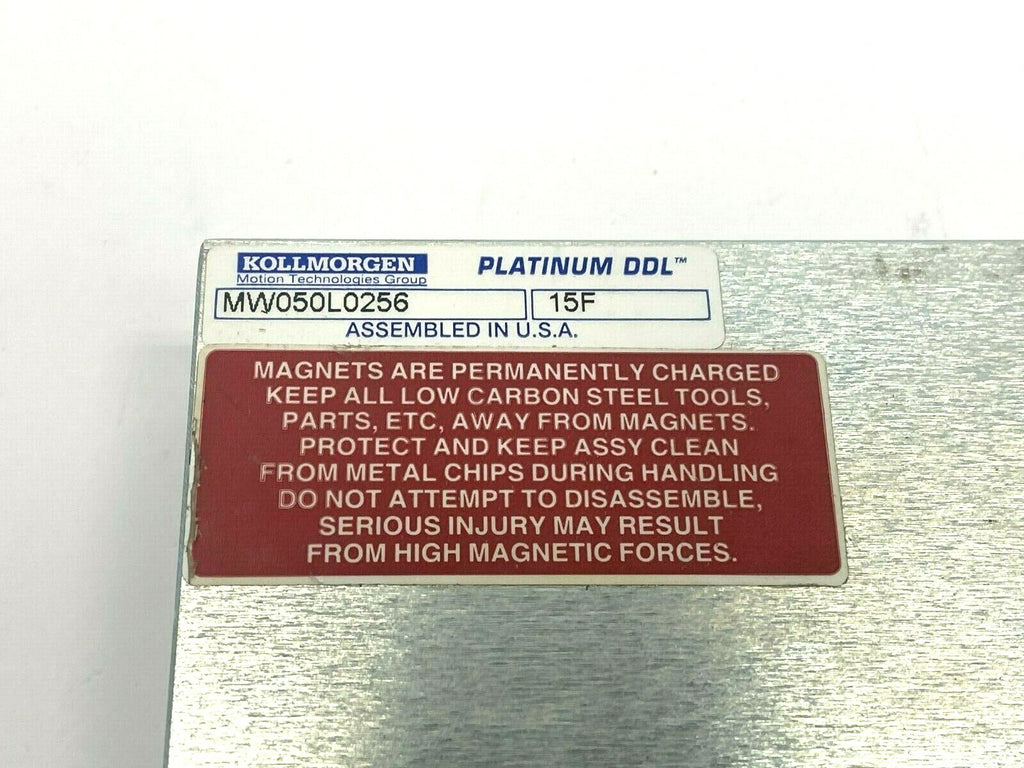 KOLLMORGEN PLATINUM DDL™
Motion Technologies Group
MW050L0256 15F
ASSEMBLED IN U.S.A.
MAGNETS ARE PERMANENTLY CHARGED
KEEP ALL LOW CARBON STEEL TOOLS,
PARTS, ETC, AWAY FROM MAGNETS.
PROTECT AND KEEP ASSY CLEAN
FROM METAL CHIPS DURING HANDLING
DO NOT ATTEMPT TO DISASSEMBLE,
SERIOUS INJURY MAY RESULT
FROM HIGH MAGNETIC FORCES.